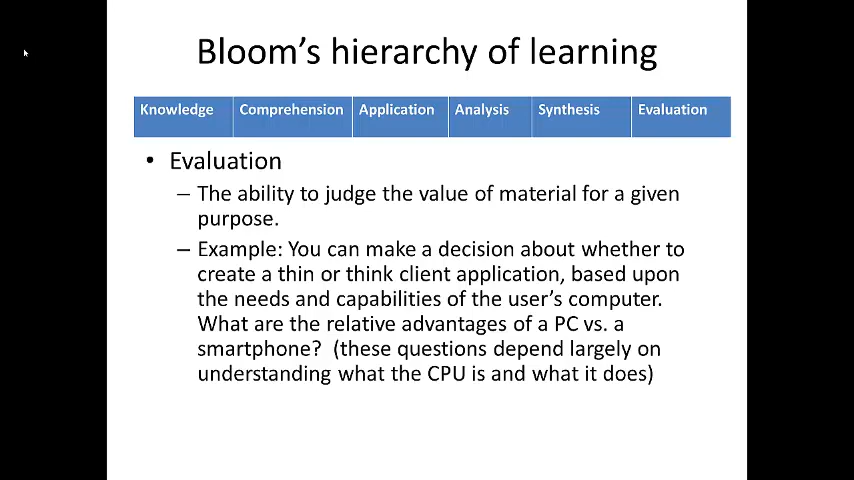 Bloom's hierarchy of learning
Knowledge Comprehension Application Analysis Synthesis Evaluation
• Evaluation
– The ability to judge the value of material for a given
purpose.
– Example: You can make a decision about whether to
create a thin or think client application, based upon
the needs and capabilities of the user's computer.
What are the relative advantages of a PC vs. a
smartphone?  (these questions depend largely on
understanding what the CPU is and what it does)